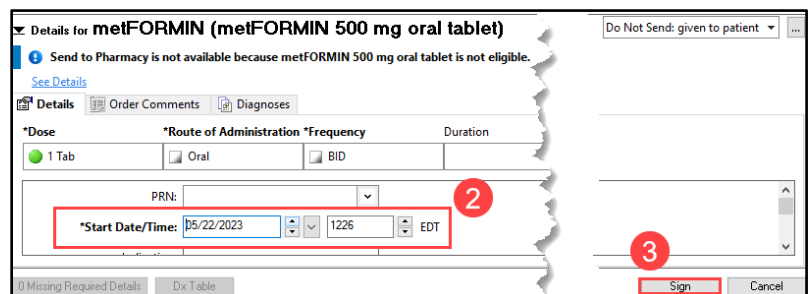 Details for metFORMIN (metFORMIN 500 mg oral tablet)
Do Not Send: given to patient ...
Send to Pharmacy is not available because metFORMIN 500 mg oral tablet is not eligible.
See Details
Details Order Comments Diagnoses
*Dose *Route of Administration *Frequency Duration
1 Tab Oral BID
PRN:
2
*Start Date/Time: 05/22/2023 1226 EDT
3
0 Missing Required Details Dx Table Sign Cancel